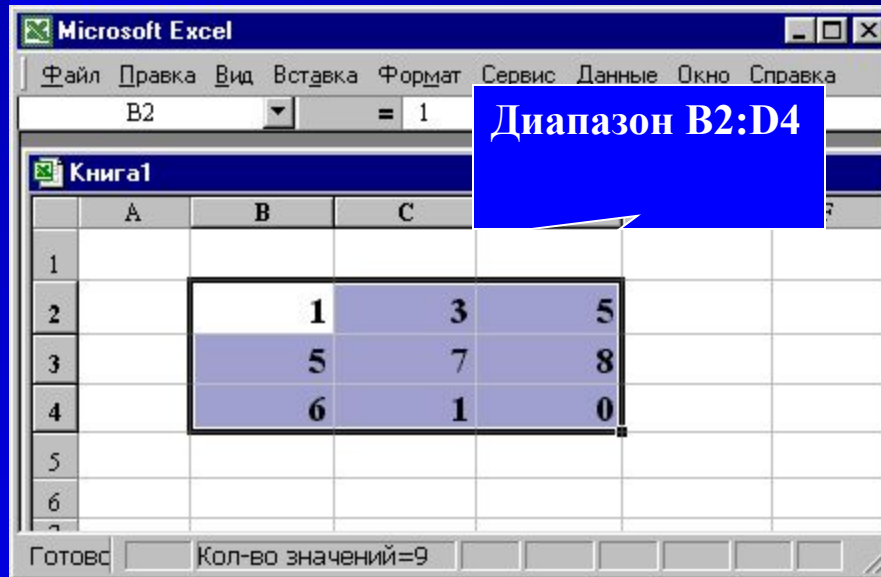 Microsoft Excel
Файл Правка Вид Вставка Формат Сервис Данные Окно Справка
B2 = 1
Диапазон B2:D4
Книга1
A B C F
1
2 1 3 5
3 5 7 8
4 6 1 0
5
6
Готово Кол-во значений=9